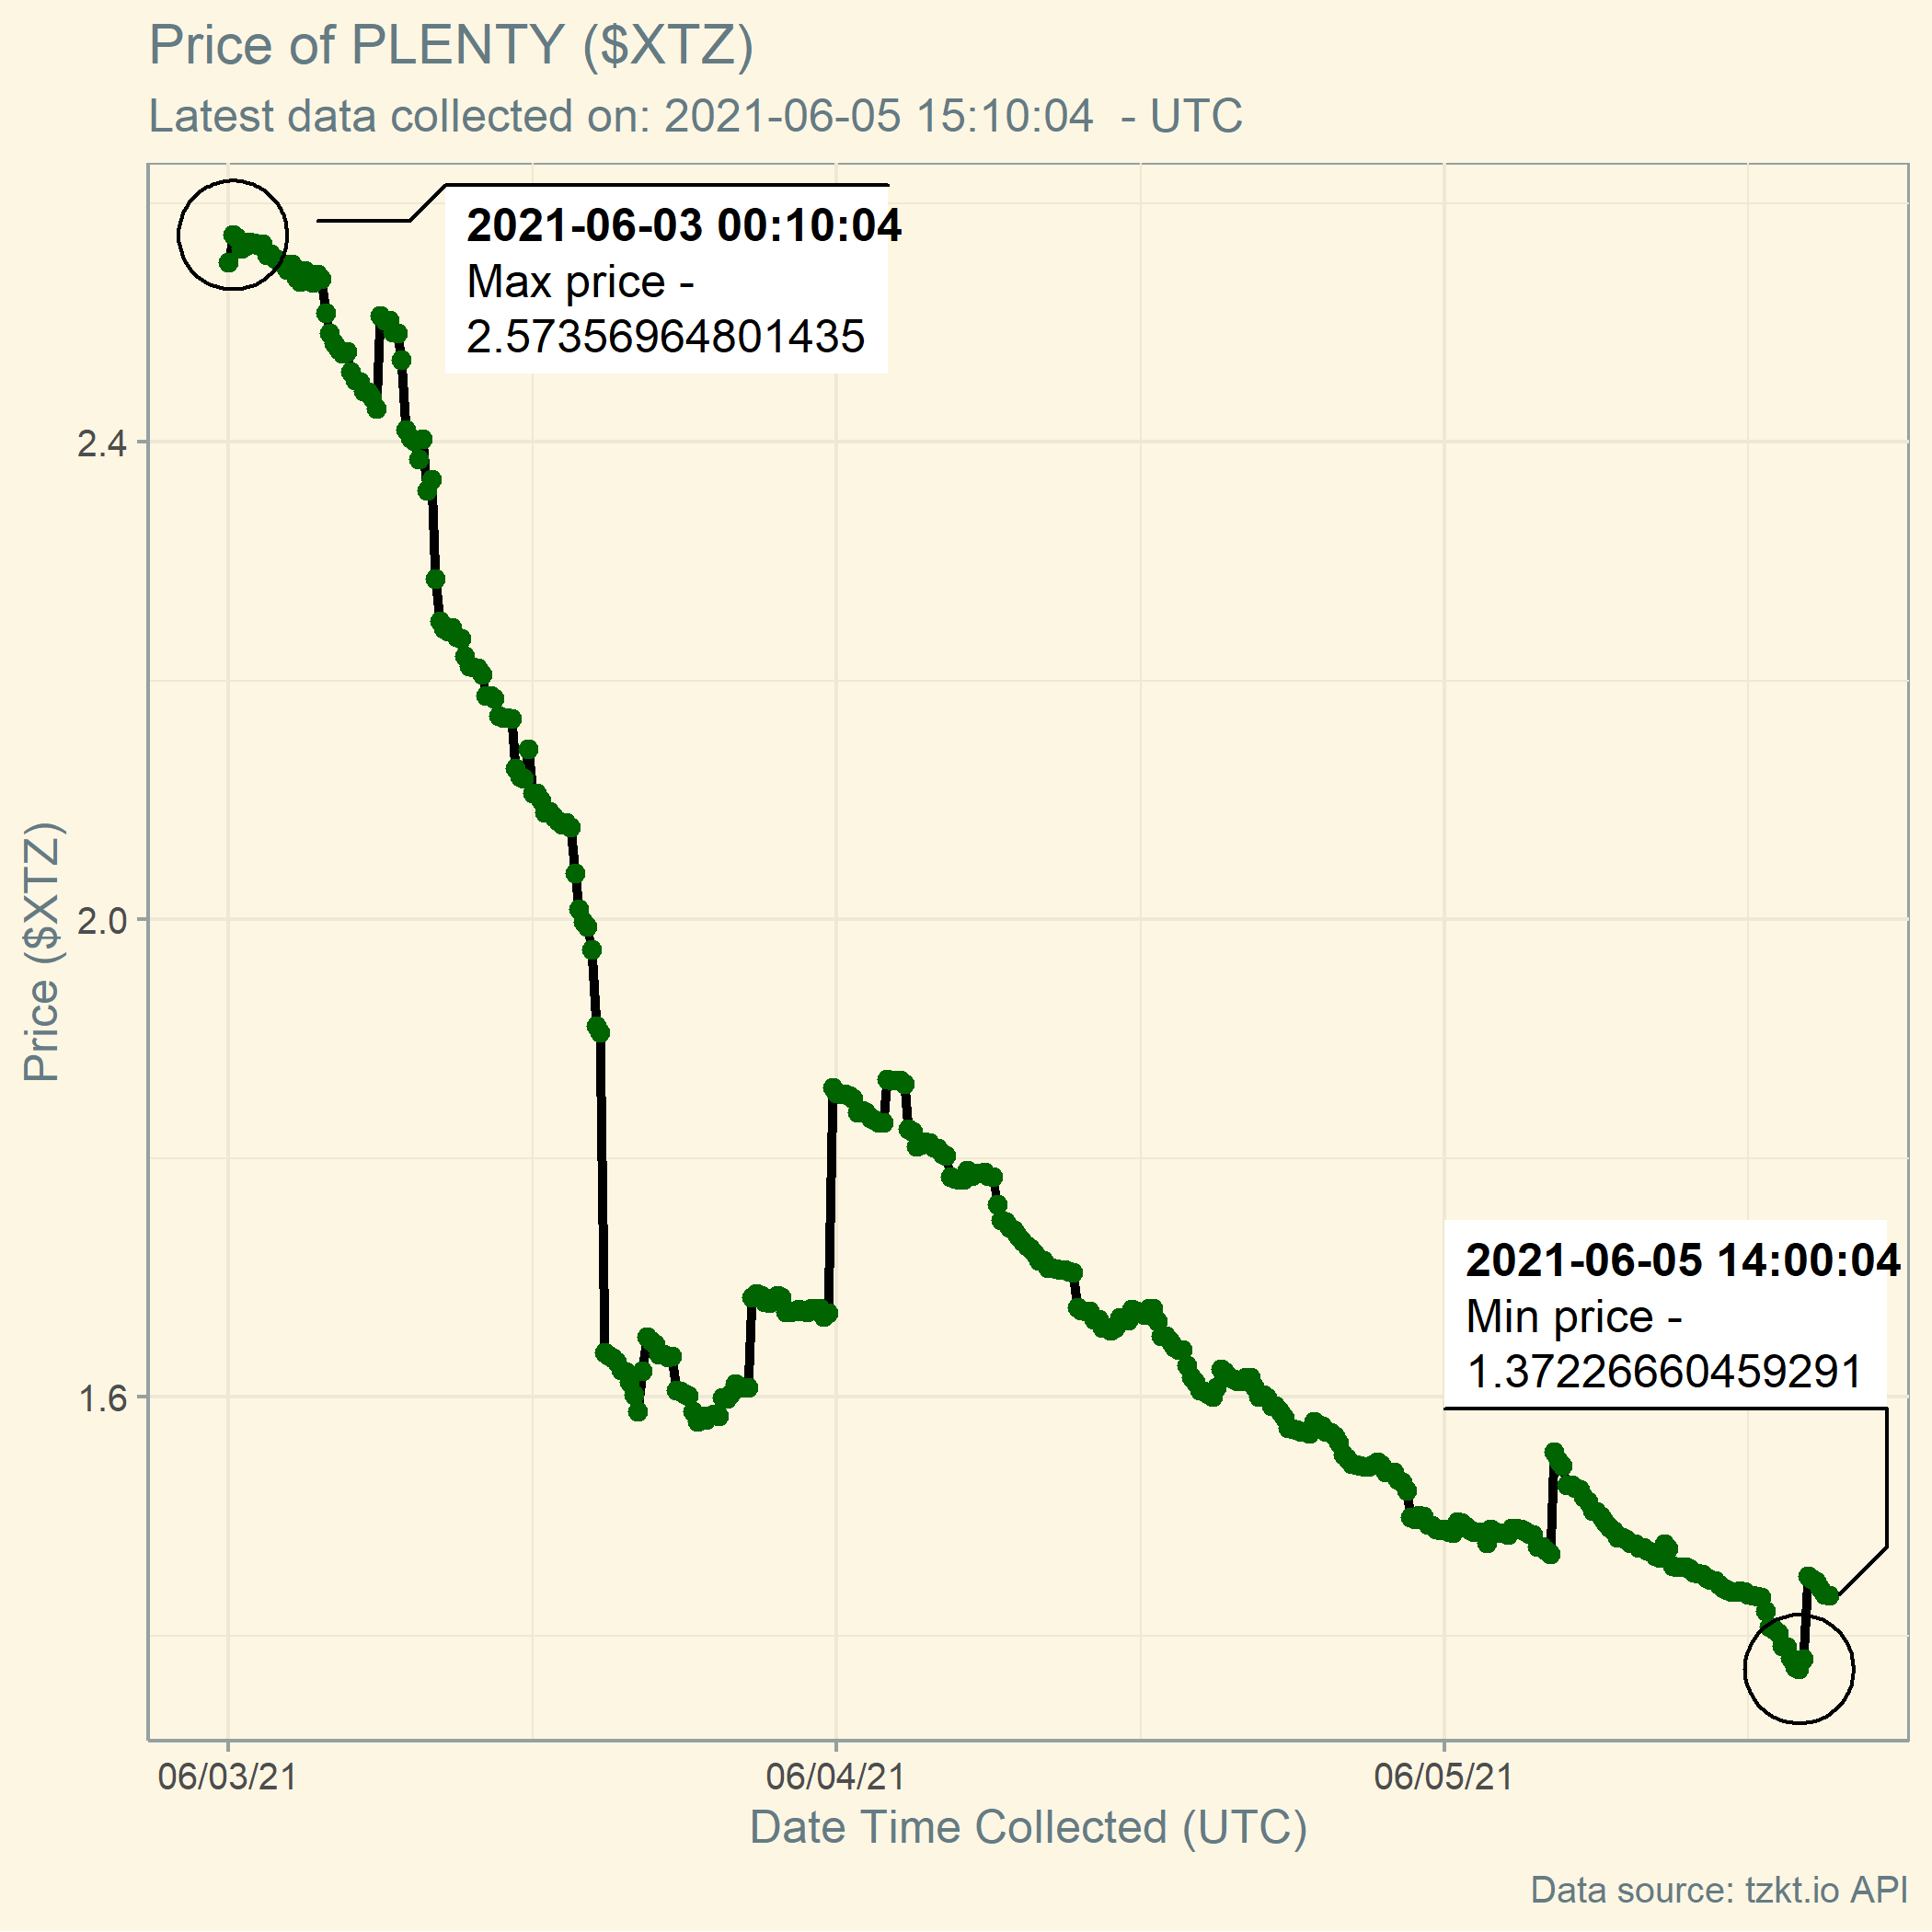 Price of PLENTY ($XTZ)
Latest data collected on: 2021-06-05 15:10:04  - UTC
2021-06-03 00:10:04
Max price -
2.57356964801435
2.4
2.0
1.6
Price ($XTZ)
2021-06-05 14:00:04
Min price -
1.37226660459291
06/03/21
06/04/21
06/05/21
Date Time Collected (UTC)
Data source: tzkt.io API